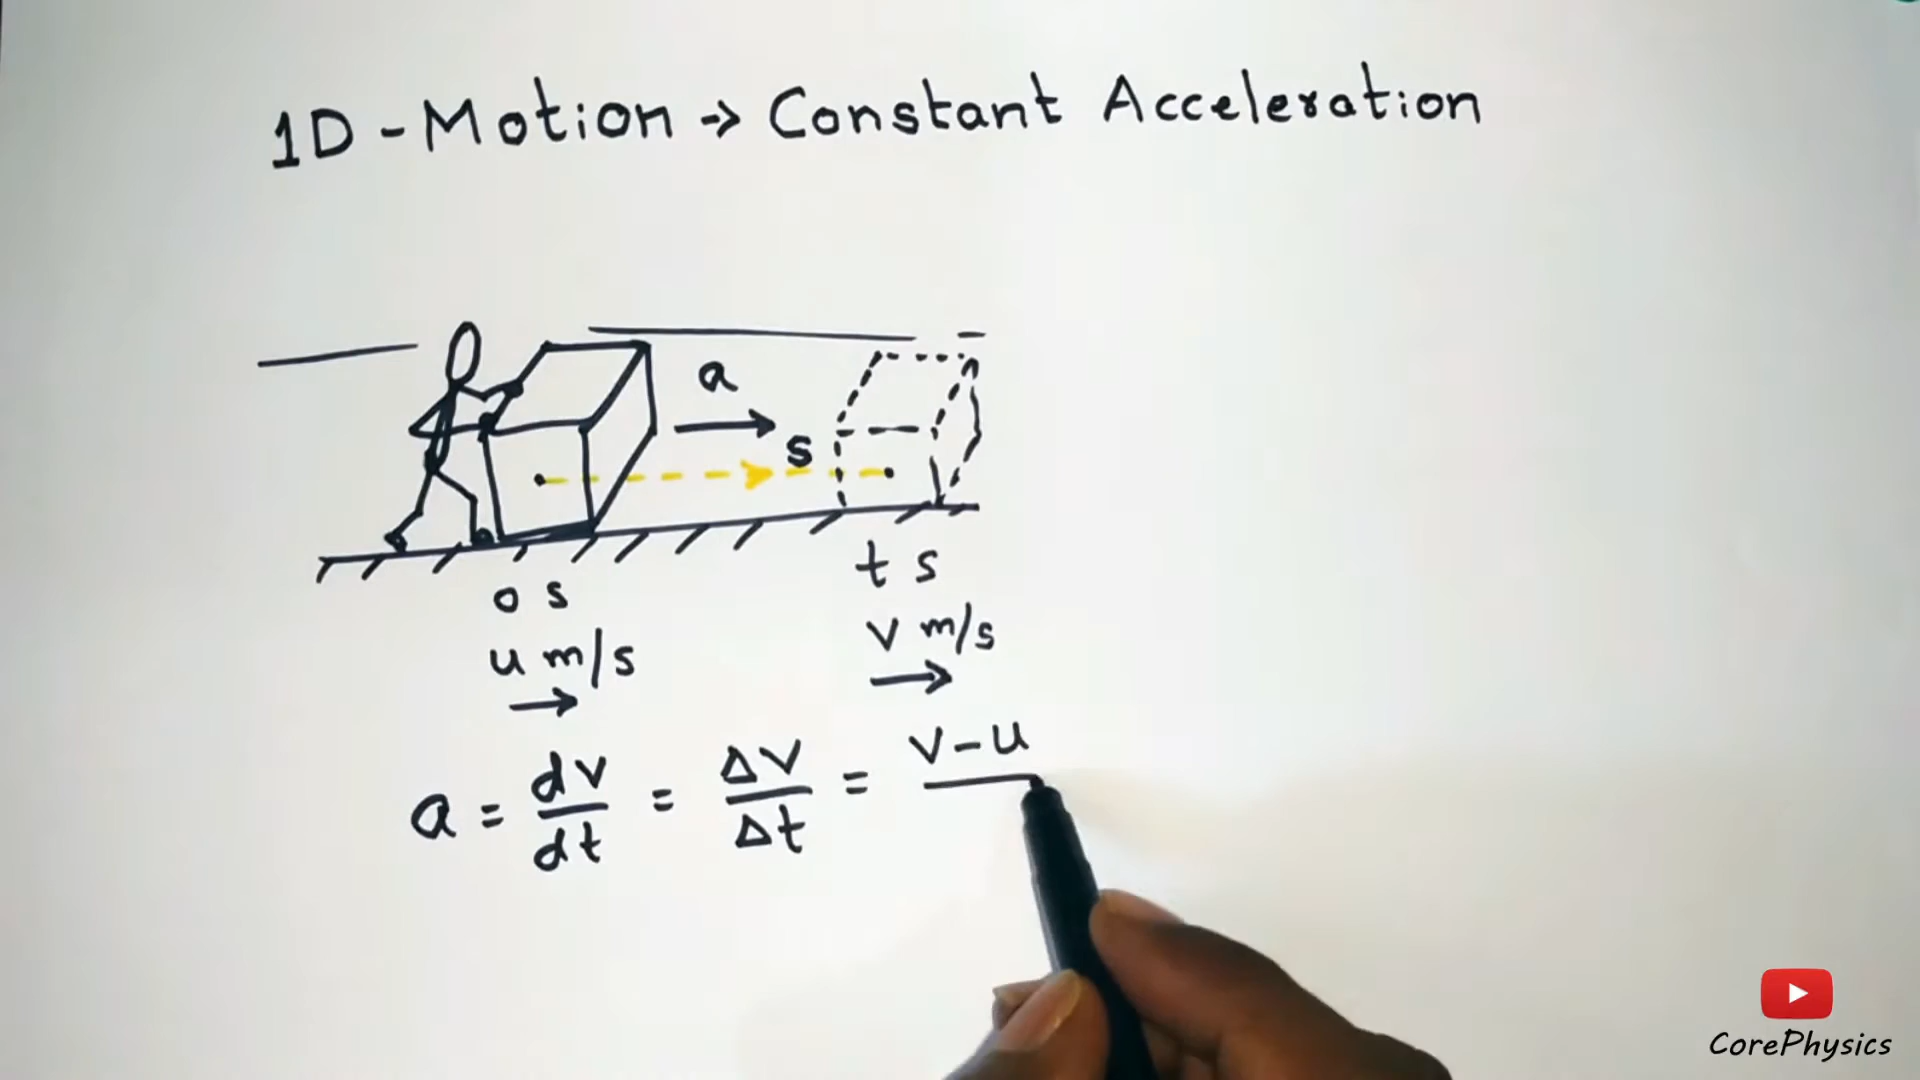 1D - Motion → Constant Acceleration
a
s
0 s
t s
u m/s
v m/s
a = dv/dt = Δv/Δt = v-u
CorePhysics